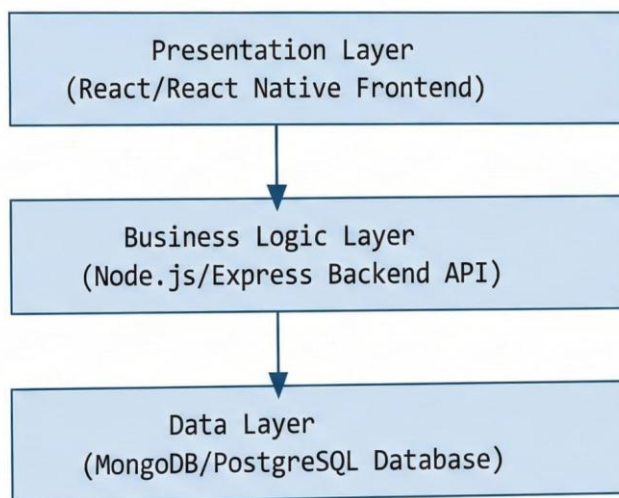 Presentation Layer
(React/React Native Frontend)
Business Logic Layer
(Node.js/Express Backend API)
Data Layer
(MongoDB/PostgreSQL Database)